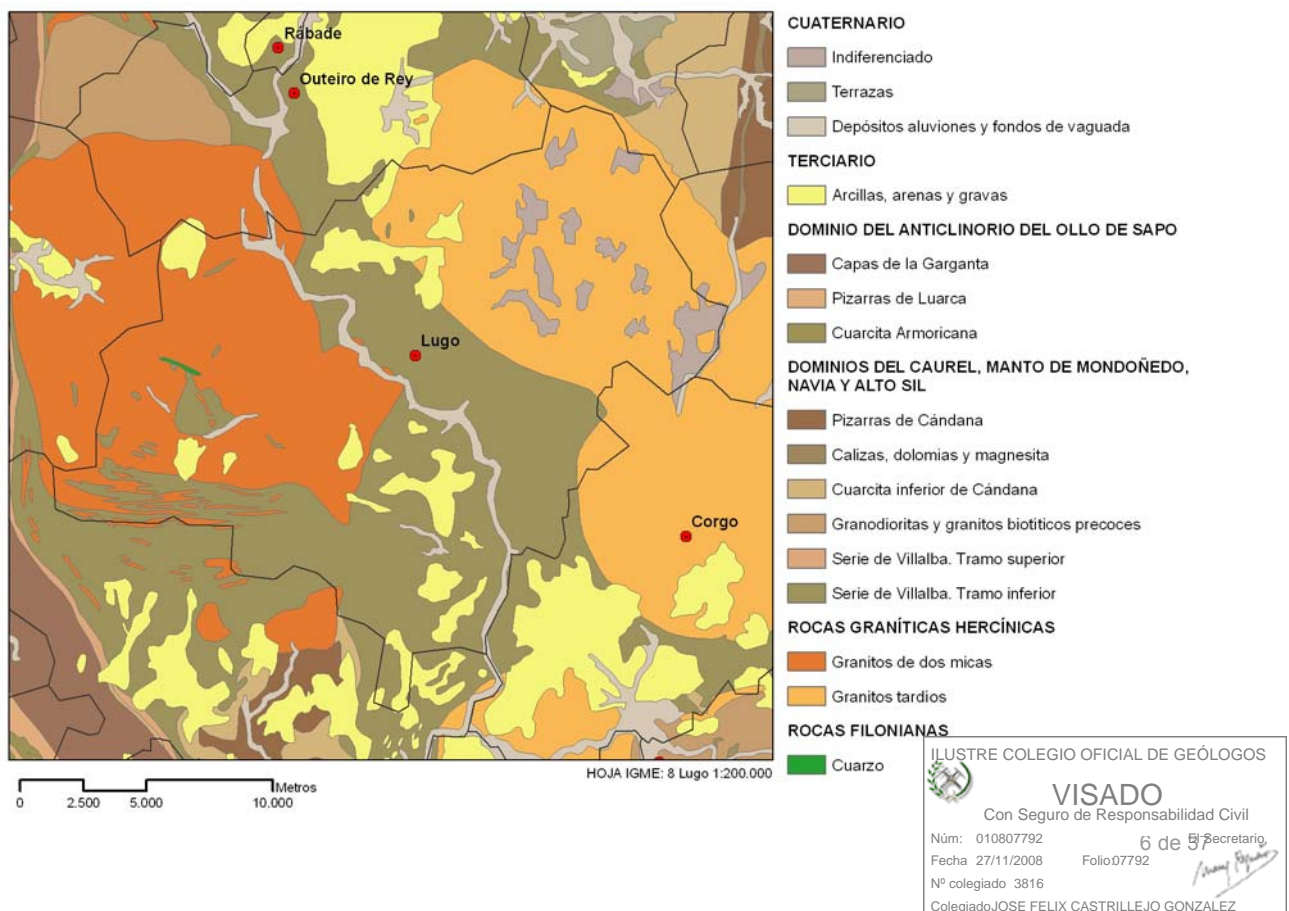 Rábade
Outeiro de Rey
Lugo
Corgo
HOJA IGME: 8 Lugo 1:200.000
Metros
0 2.500 5.000 10.000
CUATERNARIO
Indiferenciado
Terrazas
Depósitos aluviones y fondos de vaguada
TERCIARIO
Arcillas, arenas y gravas
DOMINIO DEL ANTICLINORIO DEL OLLO DE SAPO
Capas de la Garganta
Pizarras de Luarca
Cuarcita Armoricana
DOMINIOS DEL CAUREL, MANTO DE MONDOÑEDO,
NAVIA Y ALTO SIL
Pizarras de Cándana
Calizas, dolomias y magnesita
Cuarcita inferior de Cándana
Granodioritas y granitos biotiticos precoces
Serie de Villalba. Tramo superior
Serie de Villalba. Tramo inferior
ROCAS GRANÍTICAS HERCÍNICAS
Granitos de dos micas
Granitos tardios
ROCAS FILONIANAS
Cuarzo
ILUSTRE COLEGIO OFICIAL DE GEÓLOGOS
VISADO
Con Seguro de Responsabilidad Civil
Núm: 010807792 6 de 57 El Secretario,
Fecha 27/11/2008 Folio:07792
Nº colegiado 3816
Colegiado JOSE FELIX CASTRILLEJO GONZALEZ